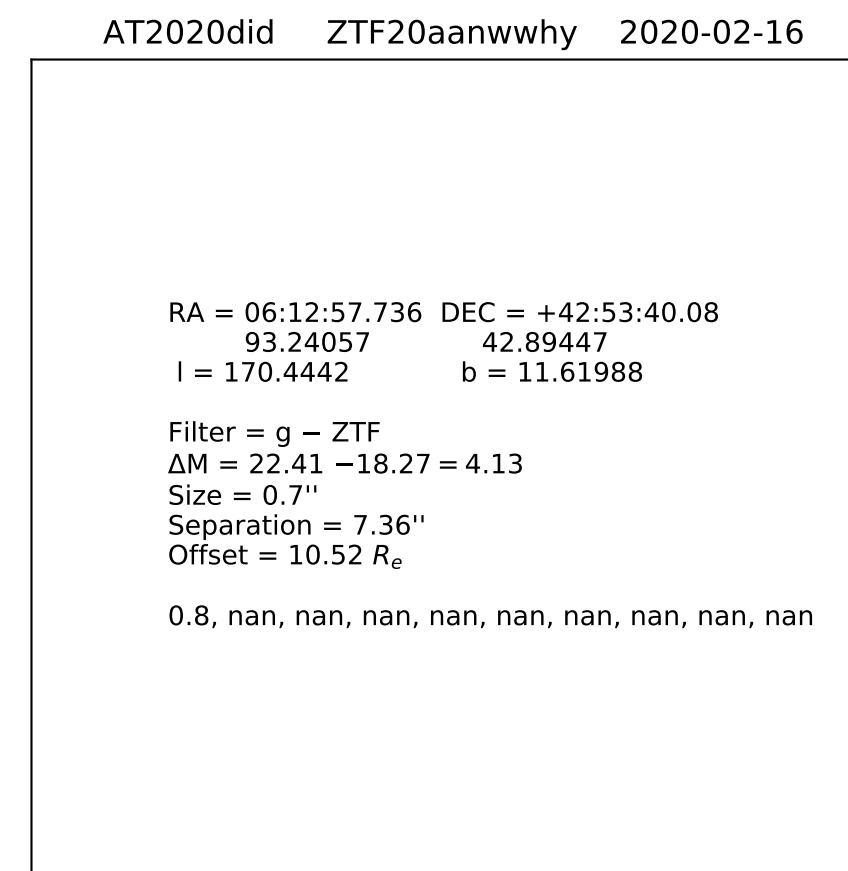 AT2020did ZTF20aanwwhy 2020-02-16
RA = 06:12:57.736 DEC = +42:53:40.08
93.24057 42.89447
l = 170.4442 b = 11.61988
Filter = g − ZTF
ΔM = 22.41 −18.27 = 4.13
Size = 0.7''
Separation = 7.36''
Offset = 10.52 Re
0.8, nan, nan, nan, nan, nan, nan, nan, nan, nan